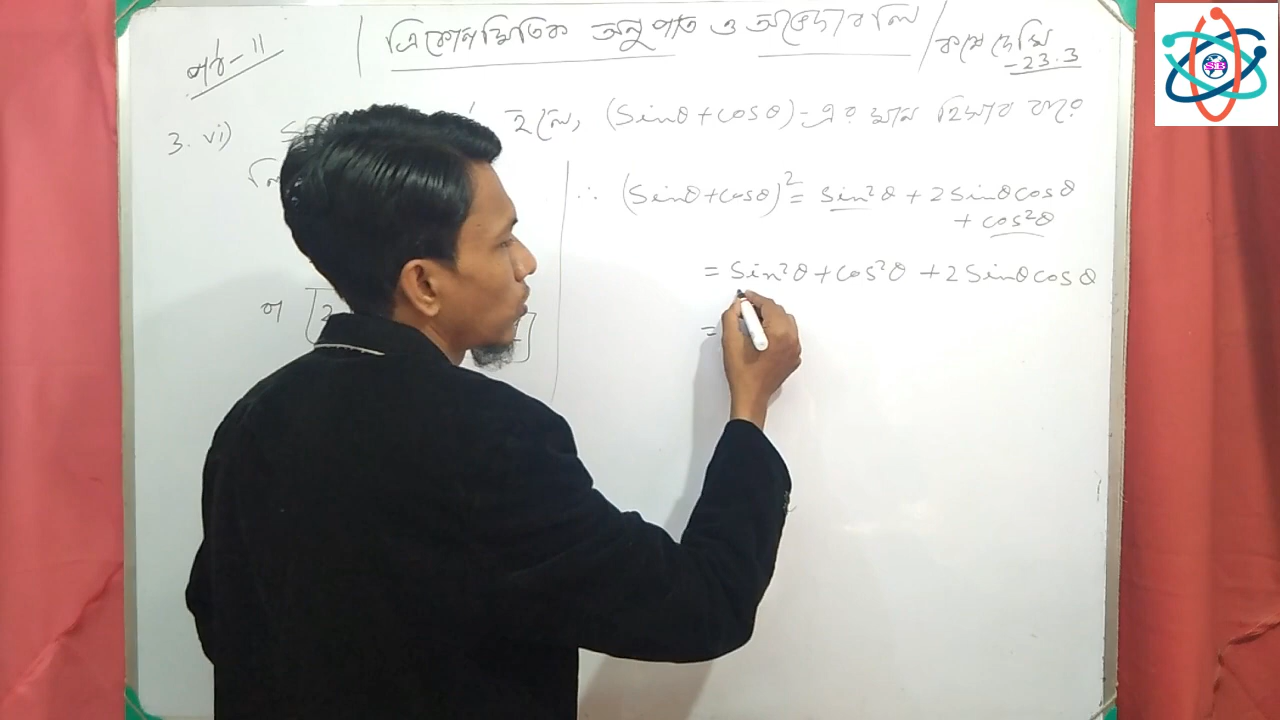 পার্ট-11
ত্রিকোণমিতিক অনুপাত ও অভেদাবলি
কষে দেখি
-23.3
3. vi) হলে, (Sinθ+cosθ)-এর মান হিসাব করে
∴ (Sinθ+cosθ)² = Sin²θ + 2Sinθcosθ
+ cos²θ
= Sin²θ + cos²θ + 2Sinθcosθ
=
SB